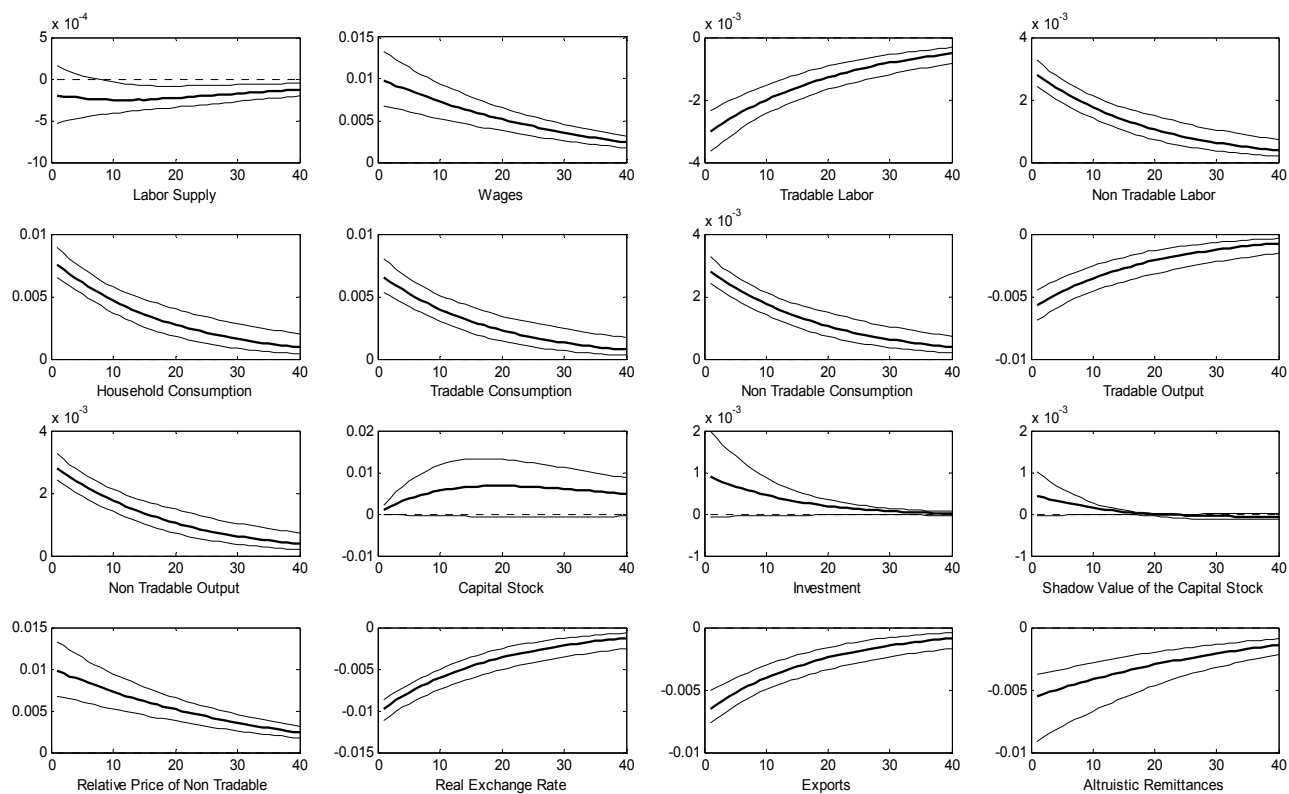 x 10-4
5
0
-5
-10
0 10 20 30 40
Labor Supply
0.015
0.01
0.005
0
0 10 20 30 40
Wages
x 10-3
0
-2
-4
0 10 20 30 40
Tradable Labor
x 10-3
4
2
0
0 10 20 30 40
Non Tradable Labor
0.01
0.005
0
0 10 20 30 40
Household Consumption
0.01
0.005
0
0 10 20 30 40
Tradable Consumption
x 10-3
4
2
0
0 10 20 30 40
Non Tradable Consumption
0
-0.005
-0.01
0 10 20 30 40
Tradable Output
x 10-3
4
2
0
0 10 20 30 40
Non Tradable Output
0.02
0.01
0
-0.01
0 10 20 30 40
Capital Stock
x 10-3
2
1
0
-1
0 10 20 30 40
Investment
x 10-3
2
1
0
-1
0 10 20 30 40
Shadow Value of the Capital Stock
0.015
0.01
0.005
0
0 10 20 30 40
Relative Price of Non Tradable
0
-0.005
-0.01
-0.015
0 10 20 30 40
Real Exchange Rate
0
-0.005
-0.01
0 10 20 30 40
Exports
0
-0.005
-0.01
0 10 20 30 40
Altruistic Remittances